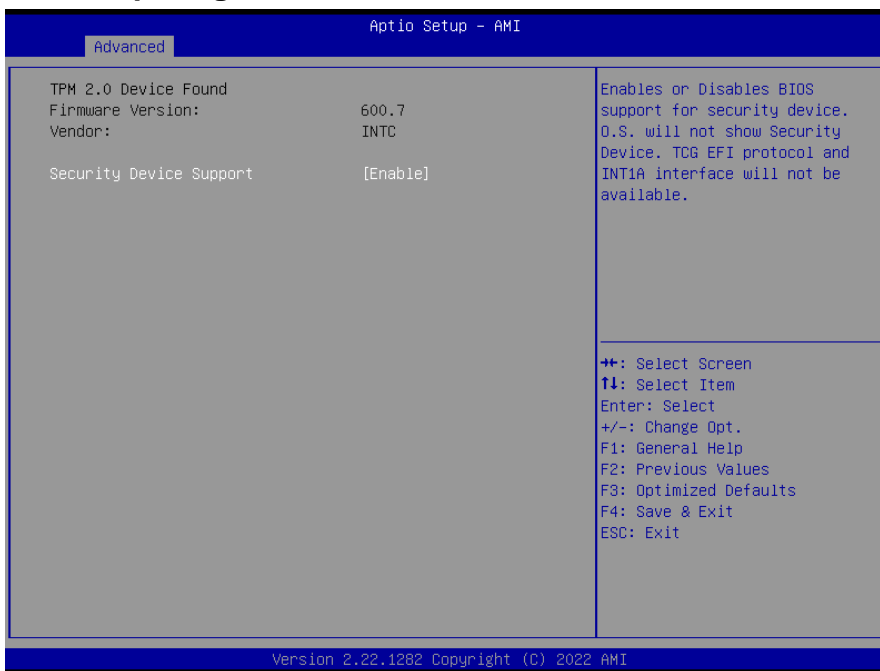 Aptio Setup - AMI
Advanced
TPM 2.0 Device Found
Firmware Version: 600.7
Vendor: INTC
Security Device Support [Enable]
Enables or Disables BIOS
support for security device.
O.S. will not show Security
Device. TCG EFI protocol and
INT1A interface will not be
available.
→←: Select Screen
↑↓: Select Item
Enter: Select
+/-: Change Opt.
F1: General Help
F2: Previous Values
F3: Optimized Defaults
F4: Save & Exit
ESC: Exit
Version 2.22.1282 Copyright (C) 2022 AMI